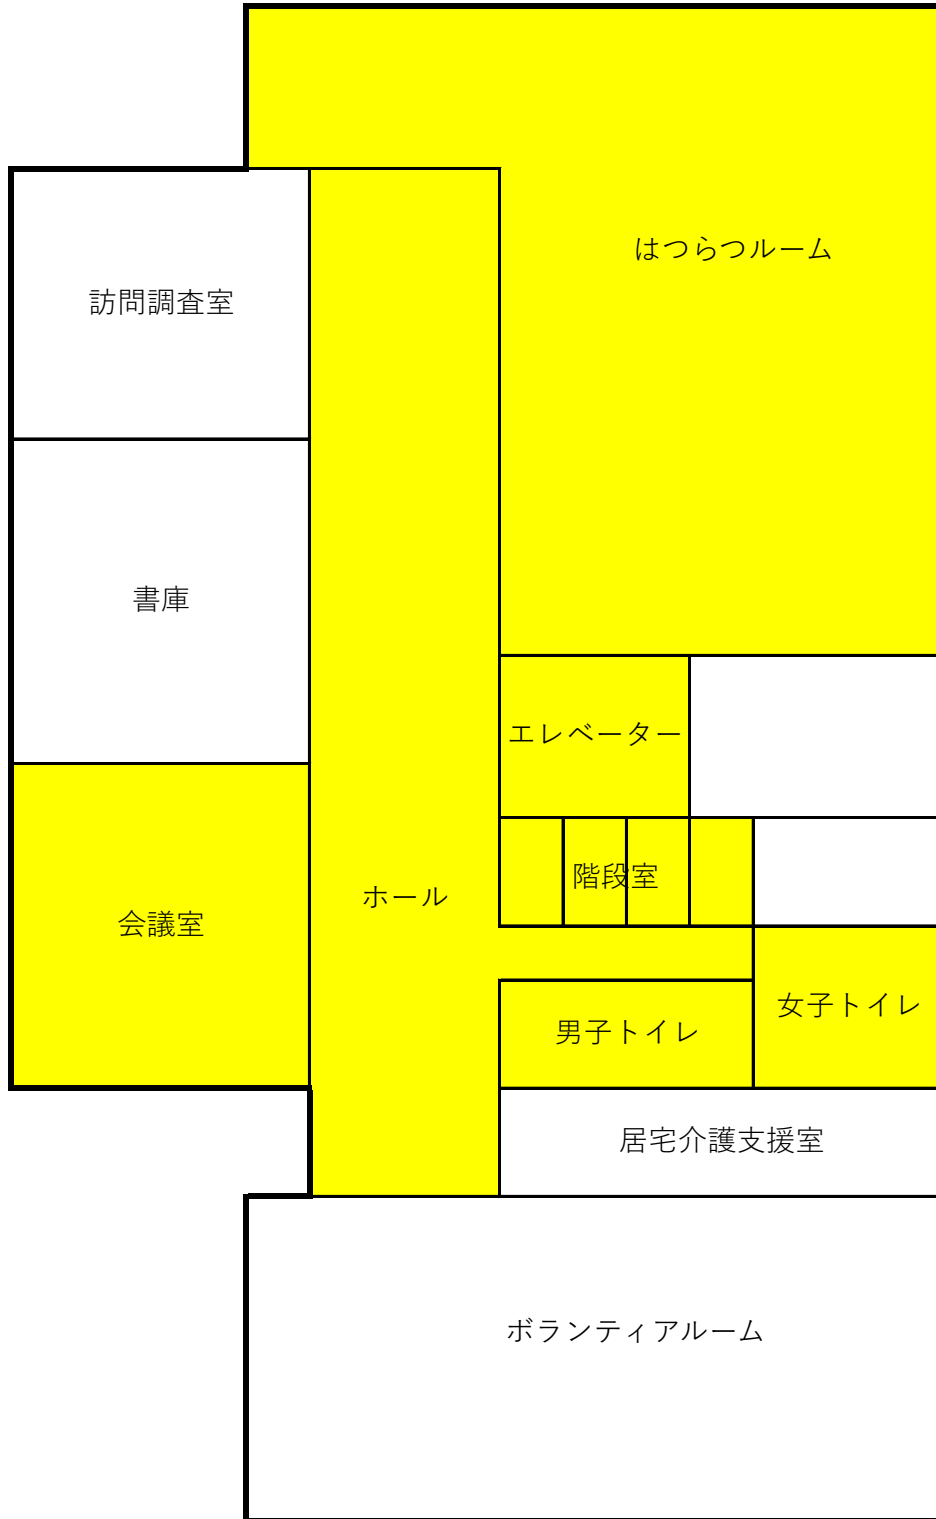 はつらつルーム
訪問調査室
書庫
エレベーター
階段室
ホール
会議室
女子トイレ
男子トイレ
居宅介護支援室
ボランティアルーム